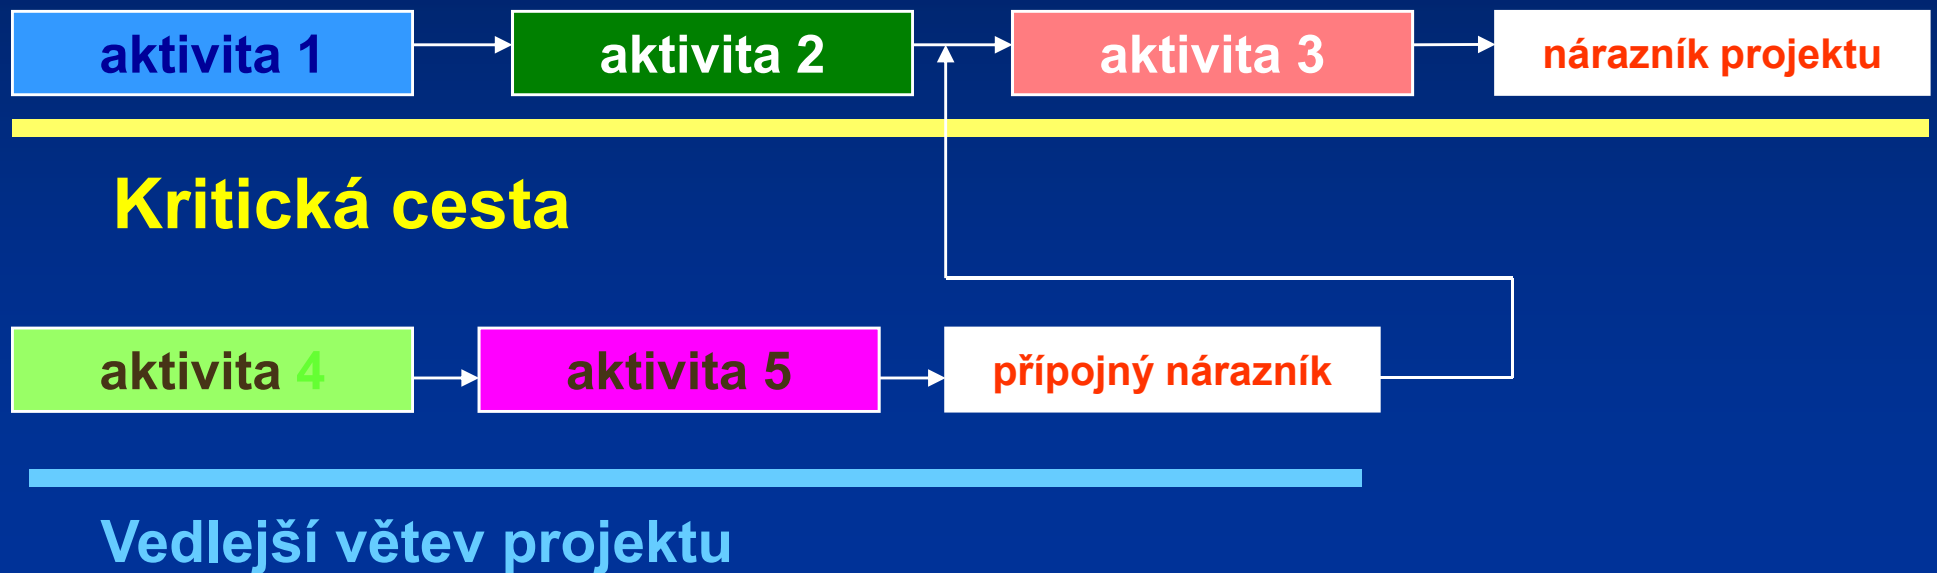 aktivita 1
aktivita 2
aktivita 3
nárazník projektu
Kritická cesta
aktivita 4
aktivita 5
přípojný nárazník
Vedlejší větev projektu